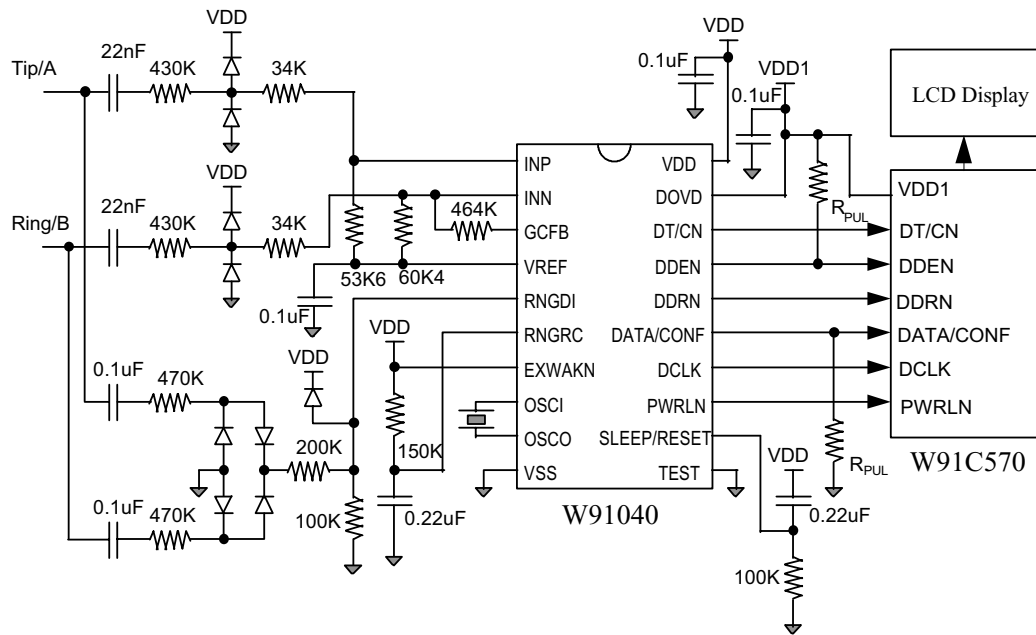 VDD
22nF
Tip/A
430K
34K
VDD
22nF
Ring/B
430K
34K
53K6
60K4
464K
0.1uF
VDD
VDD
0.1uF
470K
200K
150K
0.1uF
470K
100K
0.22uF
VDD
0.1uF
VDD1
0.1uF
INP
INN
GCFB
VREF
RNGDI
RNGRC
EXWAKN
OSCI
OSCO
VSS
VDD
DOVD
DT/CN
DDEN
DDRN
DATA/CONF
DCLK
PWRLN
SLEEP/RESET
TEST
W91040
RPUL
RPUL
VDD
0.22uF
100K
LCD Display
VDD1
DT/CN
DDEN
DDRN
DATA/CONF
DCLK
PWRLN
W91C570